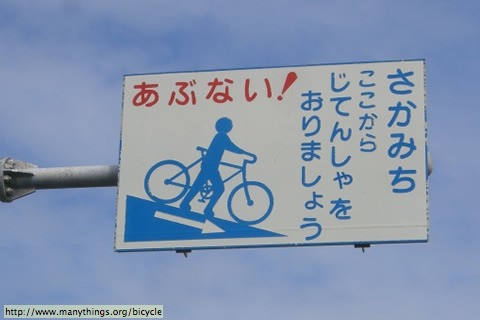 あぶない!
さかみち
ここから
じてんしゃを
おりましょう
http://www.manythings.org/bicycle